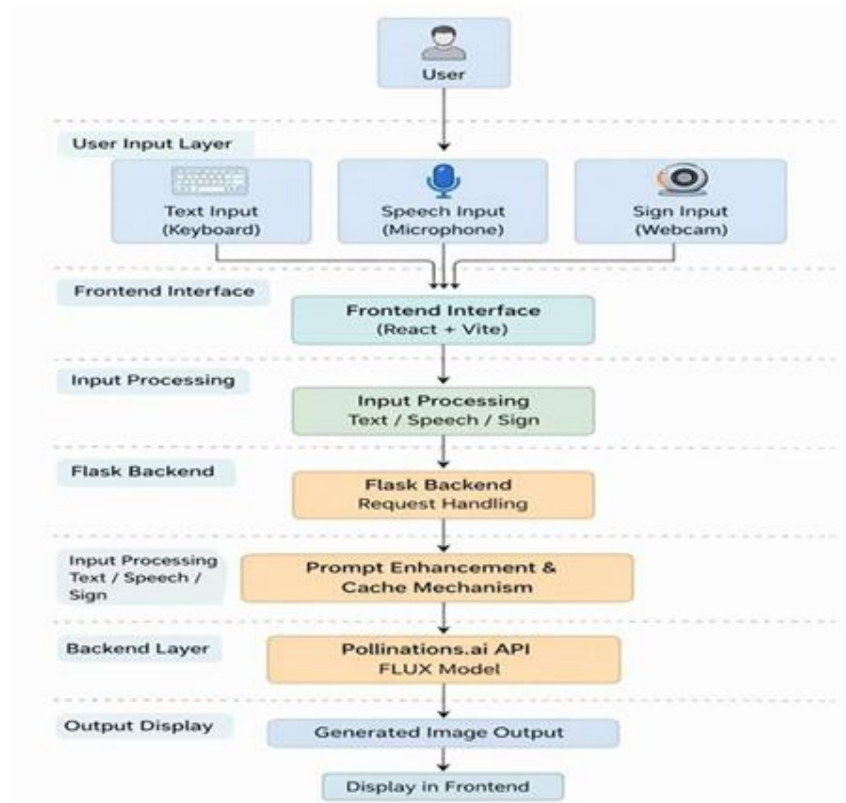 User
User Input Layer
Text Input
(Keyboard)
Speech Input
(Microphone)
Sign Input
(Webcam)
Frontend Interface
Frontend Interface
(React + Vite)
Input Processing
Input Processing
Text / Speech / Sign
Flask Backend
Flask Backend
Request Handling
Input Processing
Text / Speech /
Sign
Prompt Enhancement &
Cache Mechanism
Backend Layer
Pollinations.ai API
FLUX Model
Output Display
Generated Image Output
Display in Frontend